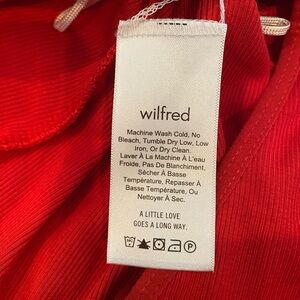 wilfred
Machine Wash Cold, No
Bleach, Tumble Dry Low, Low
Iron, Or Dry Clean.
Laver À La Machine À L'eau
Froide, Pas De Blanchiment,
Sécher À Basse
Température, Repasser À
Basse Température, Ou
Nettoyer À Sec.
A LITTLE LOVE
GOES A LONG WAY.
P